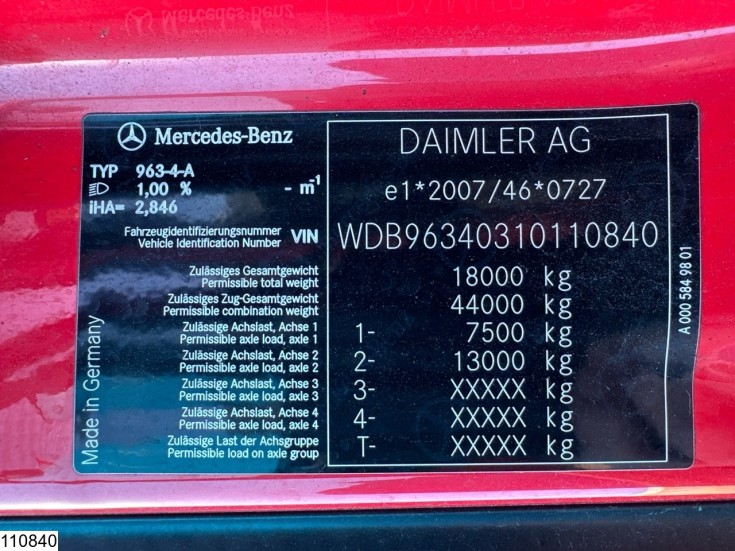 Mercedes-Benz DAIMLER AG
TYP 963-4-A
1,00 % - m⁻¹
iHA= 2,846
e1*2007/46*0727
Fahrzeugidentifizierungsnummer
Vehicle Identification Number VIN WDB96340310110840
Zulässiges Gesamtgewicht
Permissible total weight 18000 kg
Zulässiges Zug-Gesamtgewicht
Permissible combination weight 44000 kg
Zulässige Achslast, Achse 1
Permissible axle load, axle 1 1- 7500 kg
Zulässige Achslast, Achse 2
Permissible axle load, axle 2 2- 13000 kg
Zulässige Achslast, Achse 3
Permissible axle load, axle 3 3- XXXXX kg
Zulässige Achslast, Achse 4
Permissible axle load, axle 4 4- XXXXX kg
Zulässige Last der Achsgruppe
Permissible load on axle group T- XXXXX kg
Made in Germany
A 000 584 98 01
110840